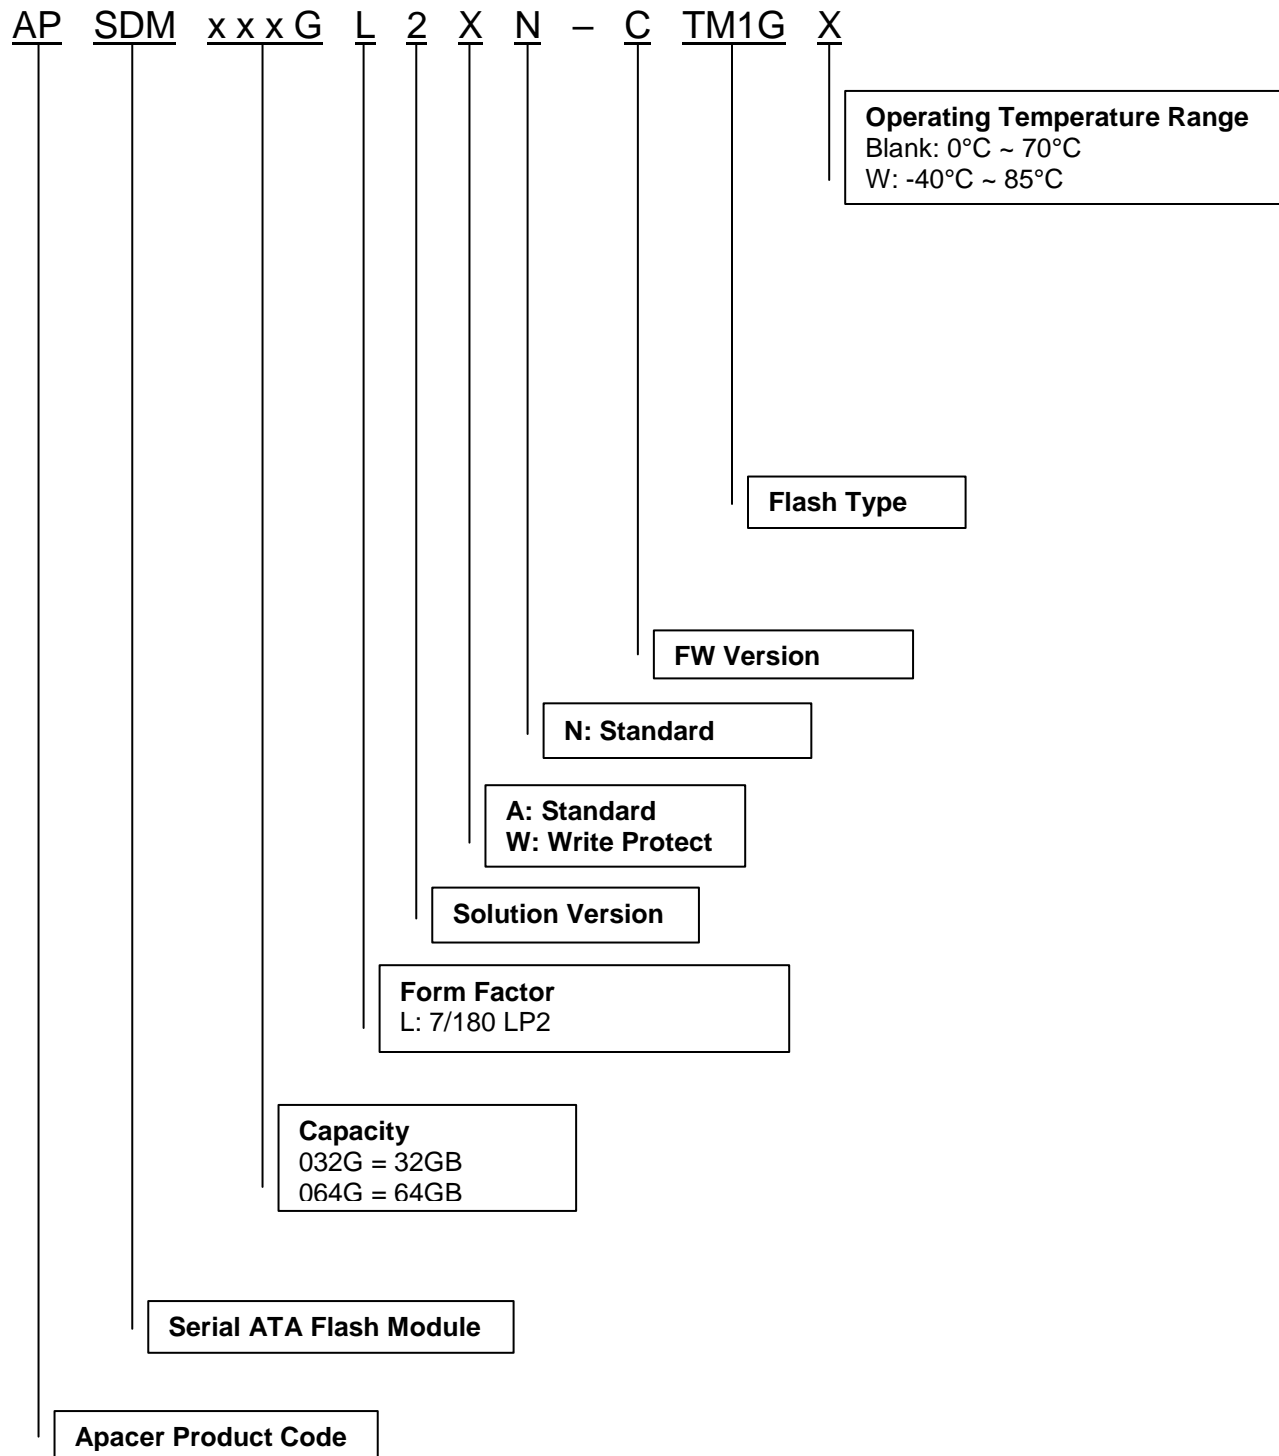 AP SDM x x x G L 2 X N – C TM1G X
Operating Temperature Range
Blank: 0°C ~ 70°C
W: -40°C ~ 85°C
Flash Type
FW Version
N: Standard
A: Standard
W: Write Protect
Solution Version
Form Factor
L: 7/180 LP2
Capacity
032G = 32GB
064G = 64GB
Serial ATA Flash Module
Apacer Product Code